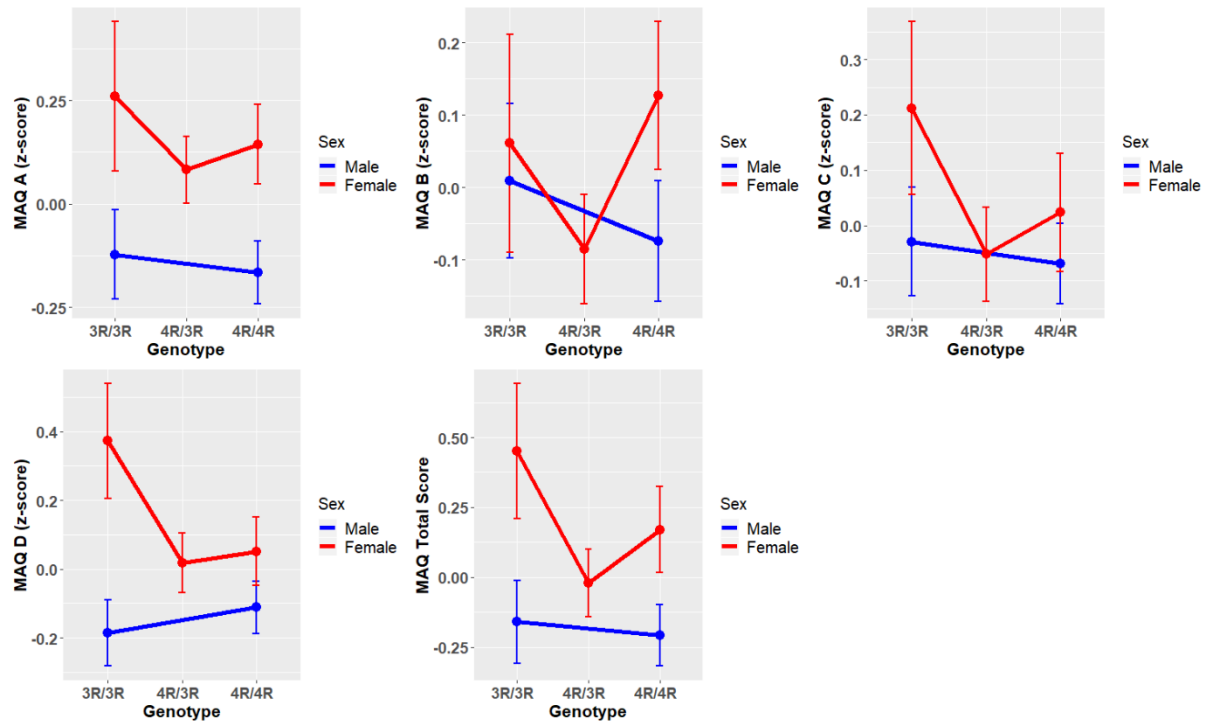 MAQ A (z-score)
0.25
0.00
-0.25
3R/3R 4R/3R 4R/4R
Genotype
Sex
Male
Female
MAQ B (z-score)
0.2
0.1
0.0
-0.1
3R/3R 4R/3R 4R/4R
Genotype
Sex
Male
Female
MAQ C (z-score)
0.3
0.2
0.1
0.0
-0.1
3R/3R 4R/3R 4R/4R
Genotype
Sex
Male
Female
MAQ D (z-score)
0.4
0.2
0.0
-0.2
3R/3R 4R/3R 4R/4R
Genotype
Sex
Male
Female
MAQ Total Score
0.50
0.25
0.00
-0.25
3R/3R 4R/3R 4R/4R
Genotype
Sex
Male
Female